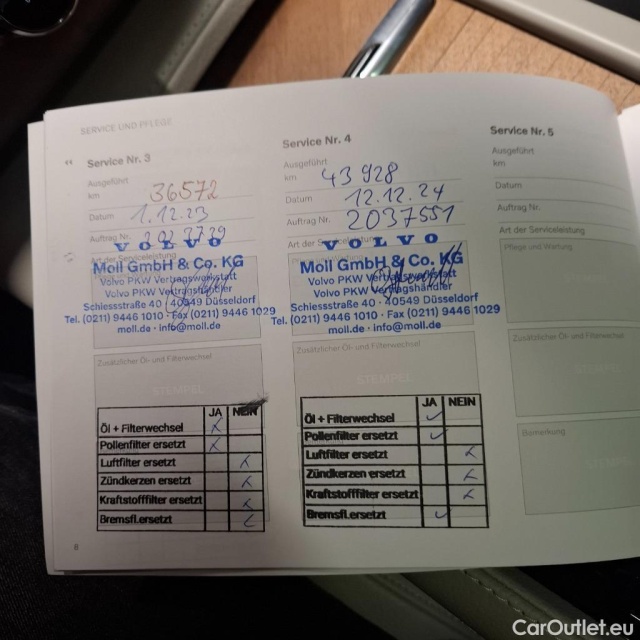 SERVICE UND PFLEGE
Service Nr. 3
Ausgeführt
km 36572
Datum 1.12.23
Auftrag Nr.
VOLVO
Moll GmbH & Co. KG
Volvo PKW Vertragswerkstatt
Volvo PKW
Schiessstraße 40 · 40549 Düsseldorf
Tel. (0211) 9446 1010 · Fax (0211) 9446 1029
moll.de · info@moll.de
Zusätzlicher Öl- und Filterwechsel
STEMPEL
JA NEIN
Öl + Filterwechsel x
Pollenfilter ersetzt x
Luftfilter ersetzt x
Zündkerzen ersetzt x
Kraftstofffilter ersetzt x
Bremsfl.ersetzt
8
Service Nr. 4
Ausgeführt
km 43928
Datum 12.12.24
Auftrag Nr. 2037551
Art der Serviceleistung
VOLVO
Moll GmbH & Co. KG
Volvo PKW Vertragswerkstatt
Volvo PKW
Schiessstraße 40 · 40549 Düsseldorf
Tel. (0211) 9446 1010 · Fax (0211) 9446 1029
moll.de · info@moll.de
Zusätzlicher Öl- und Filterwechsel
STEMPEL
JA NEIN
Öl + Filterwechsel ✓
Pollenfilter ersetzt ✓
Luftfilter ersetzt x
Zündkerzen ersetzt x
Kraftstofffilter ersetzt x
Bremsfl.ersetzt ✓
Service Nr. 5
Ausgeführt
km
Datum
Auftrag Nr.
Art der Serviceleistung
Pflege und Wartung
Zusätzlicher Öl- und Filterwechsel
Bemerkung
CarOutlet.eu